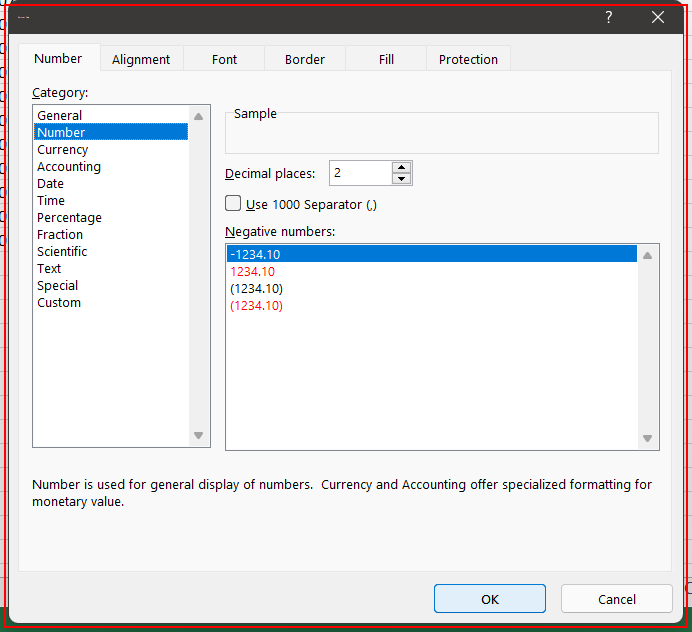 ?
Number
Alignment
Font
Border
Fill
Protection
Category:
General
Number
Currency
Accounting
Date
Time
Percentage
Fraction
Scientific
Text
Special
Custom
Sample
Decimal places:
2
Use 1000 Separator (,)
Negative numbers:
-1234.10
1234.10
(1234.10)
(1234.10)
Number is used for general display of numbers.  Currency and Accounting offer specialized formatting for
monetary value.
OK
Cancel